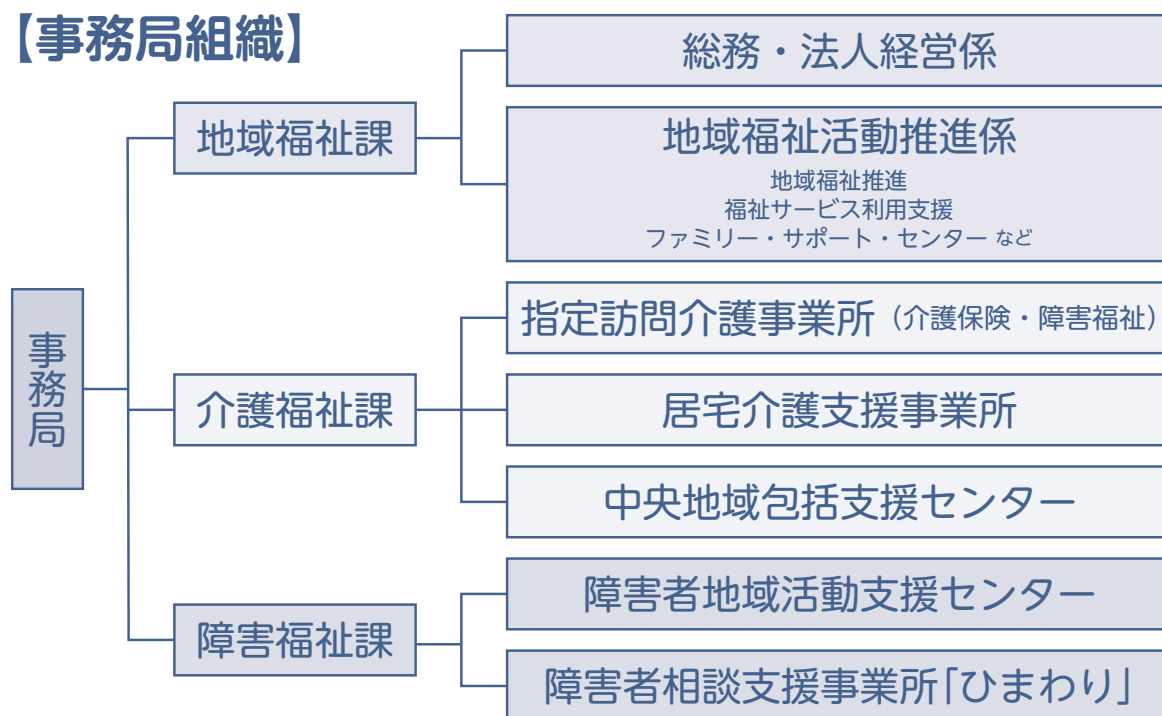 【事務局組織】
事務局
地域福祉課
総務・法人経営係
地域福祉活動推進係
地域福祉推進
福祉サービス利用支援
ファミリー・サポート・センター など
介護福祉課
指定訪問介護事業所（介護保険・障害福祉）
居宅介護支援事業所
中央地域包括支援センター
障害福祉課
障害者地域活動支援センター
障害者相談支援事業所「ひまわり」